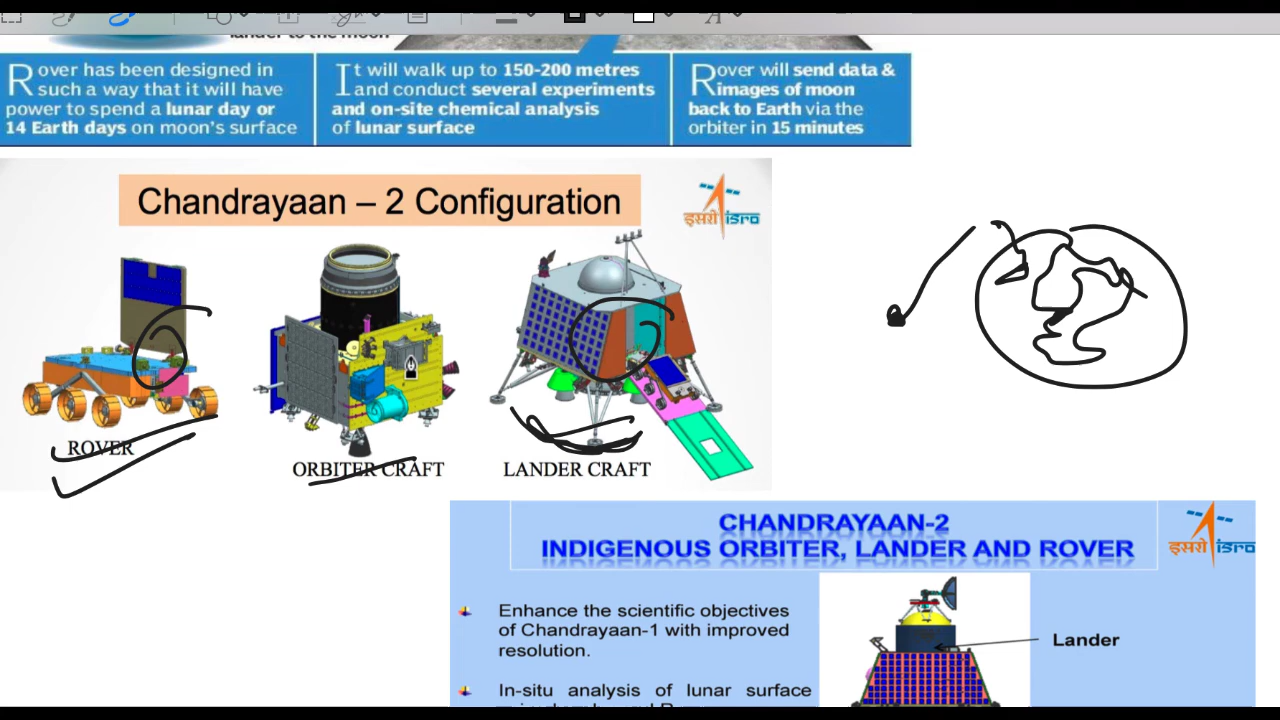 lander to the moon
Rover has been designed in
such a way that it will have
power to spend a lunar day or
14 Earth days on moon's surface
It will walk up to 150-200 metres
and conduct several experiments
and on-site chemical analysis
of lunar surface
Rover will send data &
images of moon
back to Earth via the
orbiter in 15 minutes
Chandrayaan – 2 Configuration
इसरो isro
ROVER
ORBITER CRAFT
LANDER CRAFT
CHANDRAYAAN-2
INDIGENOUS ORBITER, LANDER AND ROVER
इसरो isro
Enhance the scientific objectives
of Chandrayaan-1 with improved
resolution.
In-situ analysis of lunar surface
Lander